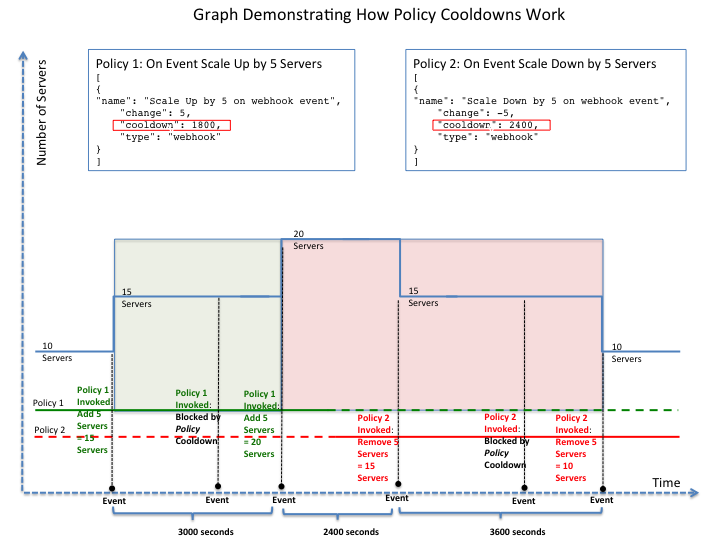 Graph Demonstrating How Policy Cooldowns Work
Policy 1: On Event Scale Up by 5 Servers
[
{
"name": "Scale Up by 5 on webhook event",
"change": 5,
"cooldown": 1800,
"type": "webhook"
}
]
Policy 2: On Event Scale Down by 5 Servers
[
{
"name": "Scale Down by 5 on webhook event",
"change": -5,
"cooldown": 2400,
"type": "webhook"
}
]
Number of Servers
20
Servers
15
Servers
15
Servers
10
Servers
10
Servers
Policy 1
Policy 2
Policy 1
Invoked:
Add 5
Servers
= 15
Servers
Policy 1
Invoked:
Blocked by
Policy
Cooldown
Policy 1
Invoked:
Add 5
Servers
= 20
Servers
Policy 2
Invoked:
Remove 5
Servers
= 15
Servers
Policy 2
Invoked:
Blocked by
Policy
Cooldown
Policy 2
Invoked:
Remove 5
Servers
= 10
Servers
Time
Event
Event
Event
Event
Event
Event
3000 seconds
2400 seconds
3600 seconds